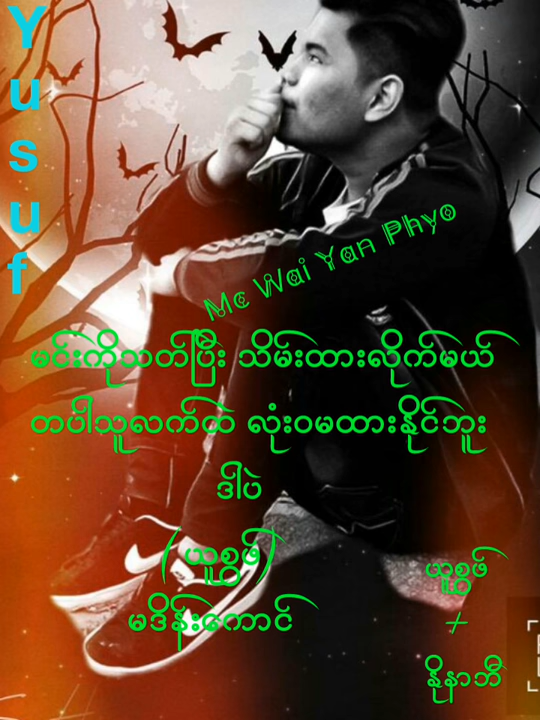 Yusuf
Mc Wai Yan Phyo
မင်းကိုသတ်ပြီး သိမ်းထားလိုက်မယ်
တပါသူလက်ထဲ လုံးဝမထားနိုင်ဘူး
ဒါပဲ
(ယူစွဖ်)
မဒိန်းကောင်
ယူစွဖ်
+
နိုနာဘီ